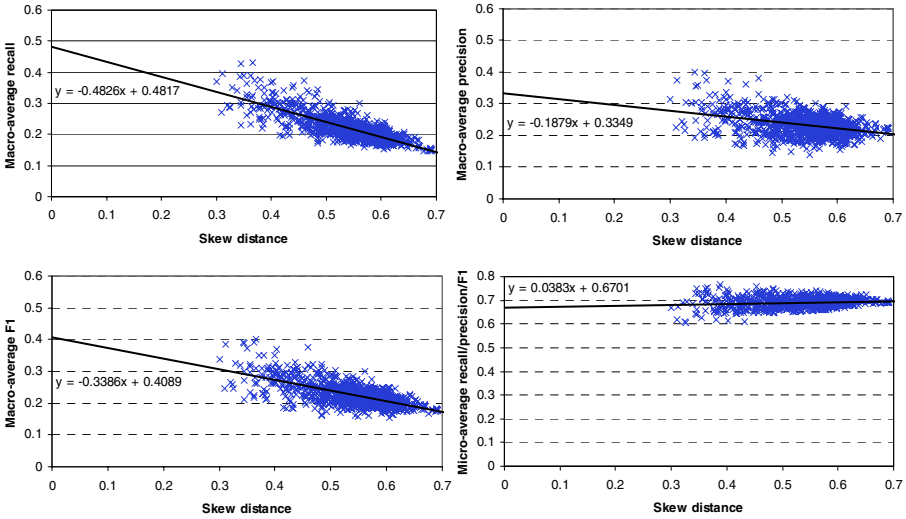 Macro-average recall
0.6
0.5
0.4
0.3
0.2
0.1
0
y = -0.4826x + 0.4817
0 0.1 0.2 0.3 0.4 0.5 0.6 0.7
Skew distance
Macro-average precision
0.6
0.5
0.4
0.3
0.2
0.1
0
y = -0.1879x + 0.3349
0 0.1 0.2 0.3 0.4 0.5 0.6 0.7
Skew distance
Macro-average F1
0.6
0.5
0.4
0.3
0.2
0.1
0
y = -0.3386x + 0.4089
0 0.1 0.2 0.3 0.4 0.5 0.6 0.7
Skew distance
Micro-average recall/precision/F1
0.8
0.7
0.6
0.5
0.4
0.3
0.2
0.1
0
y = 0.0383x + 0.6701
0 0.1 0.2 0.3 0.4 0.5 0.6 0.7
Skew distance